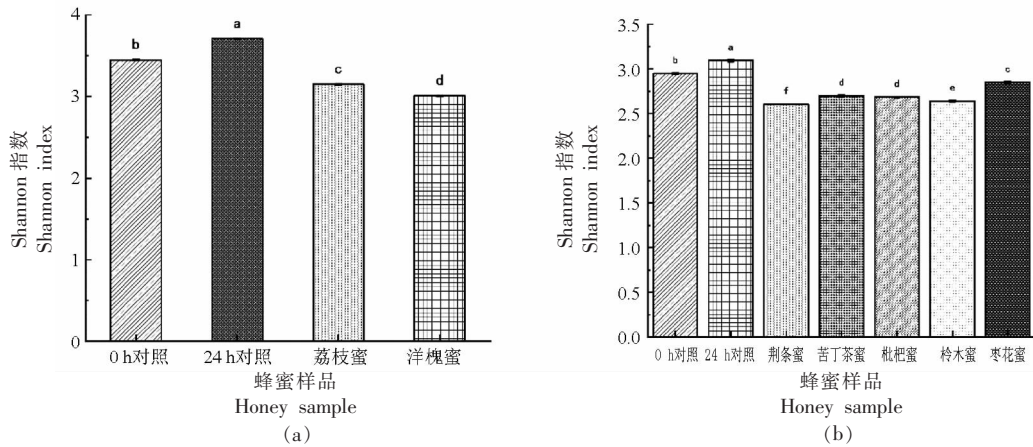 4
3
2
1
0
Shannon 指数
Shannon index
b
a
c
d
0 h对照
24 h对照
荔枝蜜
洋槐蜜
蜂蜜样品
Honey sample
(a)
3.5
3.0
2.5
2.0
1.5
1.0
0.5
0.0
Shannon 指数
Shannon index
b
a
f
d
d
e
c
0 h对照
24 h对照
荆条蜜
苦丁茶蜜
枇杷蜜
柃木蜜
枣花蜜
蜂蜜样品
Honey sample
(b)